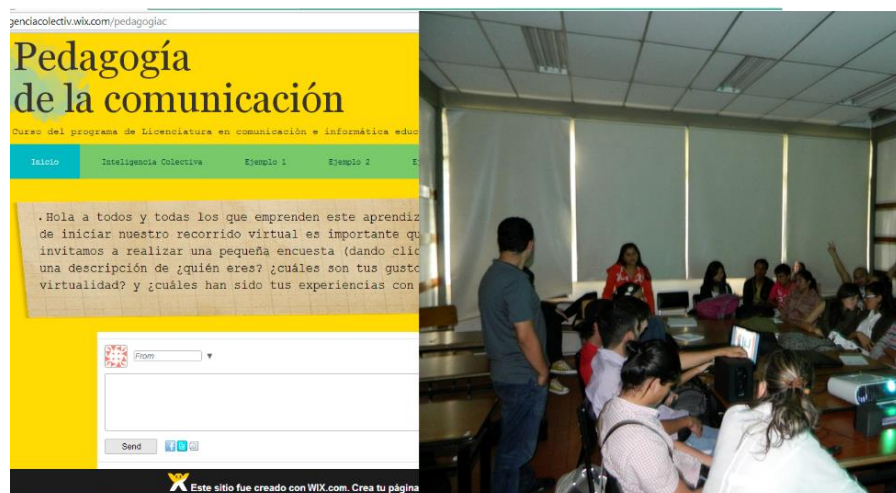 genciacolectiv.wix.com/pedagogiac
Pedagogía
de la comunicación
Curso del programa de Licenciatura en comunicación e informática educ
Inicio Inteligencia Colectiva Ejemplo 1 Ejemplo 2 Ej
.Hola a todos y todas los que emprenden este aprendiz
de iniciar nuestro recorrido virtual es importante qu
invitamos a realizar una pequeña encuesta (dando clic
una descripción de ¿quién eres? ¿cuáles son tus gusto
virtualidad? y ¿cuáles han sido tus experiencias con
From
Send
Este sitio fue creado con WIX.com. Crea tu página